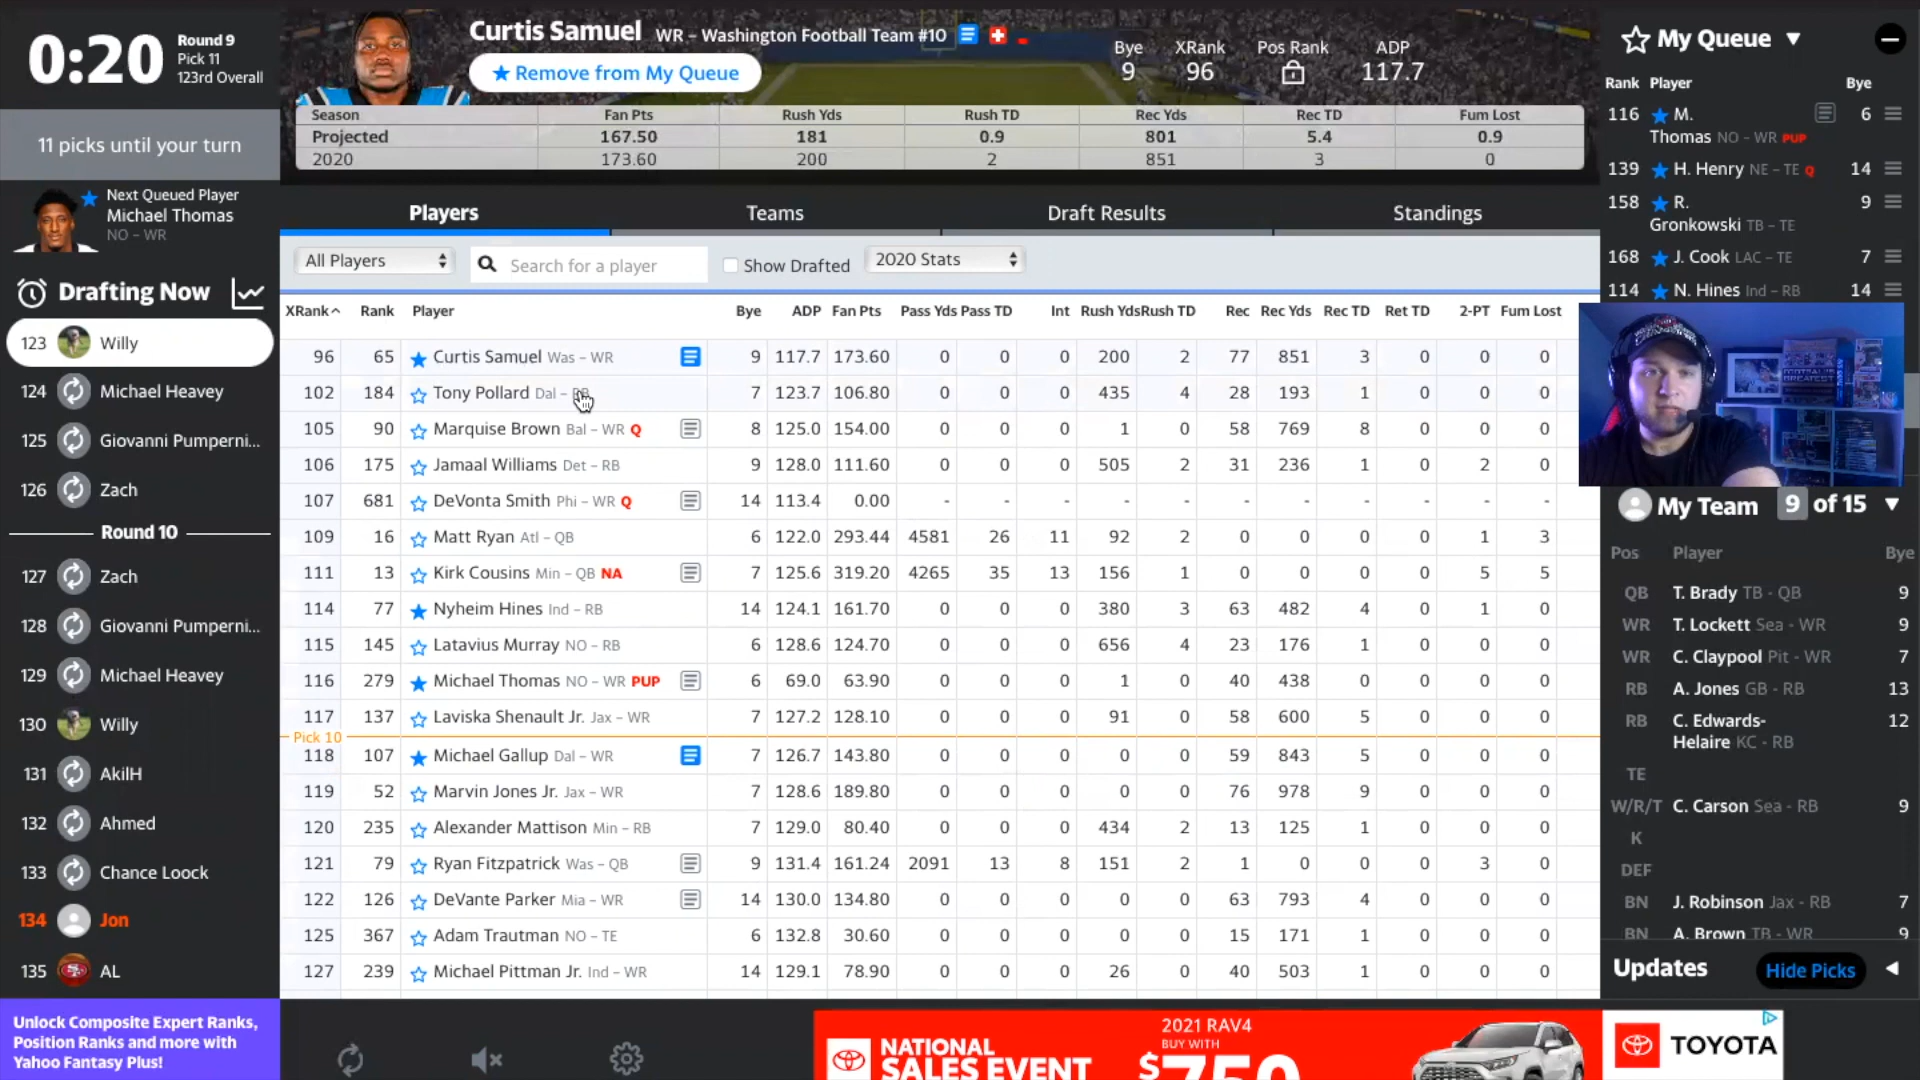 0:20
Round 9
Pick 11
123rd Overall
11 picks until your turn
Next Queued Player
Michael Thomas
NO – WR
Drafting Now
123 Willy
124 Michael Heavey
125 Giovanni Pumperni...
126 Zach
Round 10
127 Zach
128 Giovanni Pumperni...
129 Michael Heavey
130 Willy
131 AkilH
132 Ahmed
133 Chance Loock
134 Jon
135 AL
Unlock Composite Expert Ranks,
Position Ranks and more with
Yahoo Fantasy Plus!
Curtis Samuel WR – Washington Football Team #10
Remove from My Queue
Bye XRank Pos Rank ADP
9 96 117.7
Season Fan Pts Rush Yds Rush TD Rec Yds Rec TD Fum Lost
Projected 167.50 181 0.9 801 5.4 0.9
2020 173.60 200 2 851 3 0
Players Teams Draft Results Standings
All Players Search for a player Show Drafted 2020 Stats
XRank Rank Player Bye ADP Fan Pts Pass Yds Pass TD Int Rush Yds Rush TD Rec Rec Yds Rec TD Ret TD 2-PT Fum Lost
96 65 Curtis Samuel Was – WR 9 117.7 173.60 0 0 0 200 2 77 851 3 0 0 0
102 184 Tony Pollard Dal – 7 123.7 106.80 0 0 0 435 4 28 193 1 0 0 0
105 90 Marquise Brown Bal – WR Q 8 125.0 154.00 0 0 0 1 0 58 769 8 0 0 0
106 175 Jamaal Williams Det – RB 9 128.0 111.60 0 0 0 505 2 31 236 1 0 2 0
107 681 DeVonta Smith Phi – WR Q 14 113.4 0.00 - - - - - - - - - - -
109 16 Matt Ryan Atl – QB 6 122.0 293.44 4581 26 11 92 2 0 0 0 0 1 3
111 13 Kirk Cousins Min – QB NA 7 125.6 319.20 4265 35 13 156 1 0 0 0 0 5 5
114 77 Nyheim Hines Ind – RB 14 124.1 161.70 0 0 0 380 3 63 482 4 0 1 0
115 145 Latavius Murray NO – RB 6 128.6 124.70 0 0 0 656 4 23 176 1 0 0 0
116 279 Michael Thomas NO – WR PUP 6 69.0 63.90 0 0 0 1 0 40 438 0 0 0 0
117 137 Laviska Shenault Jr. Jax – WR 7 127.2 128.10 0 0 0 91 0 58 600 5 0 0 0
Pick 10
118 107 Michael Gallup Dal – WR 7 126.7 143.80 0 0 0 0 0 59 843 5 0 0 0
119 52 Marvin Jones Jr. Jax – WR 7 128.6 189.80 0 0 0 0 0 76 978 9 0 0 0
120 235 Alexander Mattison Min – RB 7 129.0 80.40 0 0 0 434 2 13 125 1 0 0 0
121 79 Ryan Fitzpatrick Was – QB 9 131.4 161.24 2091 13 8 151 2 1 0 0 0 3 0
122 126 DeVante Parker Mia – WR 14 130.0 134.80 0 0 0 0 0 63 793 4 0 0 0
125 367 Adam Trautman NO – TE 6 132.8 30.60 0 0 0 0 0 15 171 1 0 0 0
127 239 Michael Pittman Jr. Ind – WR 14 129.1 78.90 0 0 0 26 0 40 503 1 0 0 0
NATIONAL
SALES EVENT
2021 RAV4
BUY WITH
$750
TOYOTA
My Queue
Rank Player Bye
116 M. 6
Thomas NO – WR PUP
139 H. Henry NE – TE Q 14
158 R. 9
Gronkowski TB – TE
168 J. Cook LAC – TE 7
114 N. Hines Ind – RB 14
My Team 9 of 15
Pos Player Bye
QB T. Brady TB - QB 9
WR T. Lockett Sea - WR 9
WR C. Claypool Pit - WR 7
RB A. Jones GB - RB 13
RB C. Edwards- 12
Helaire KC - RB
TE
W/R/T C. Carson Sea - RB 9
K
DEF
BN J. Robinson Jax - RB 7
BN A. Brown TB - WR 9
Updates Hide Picks